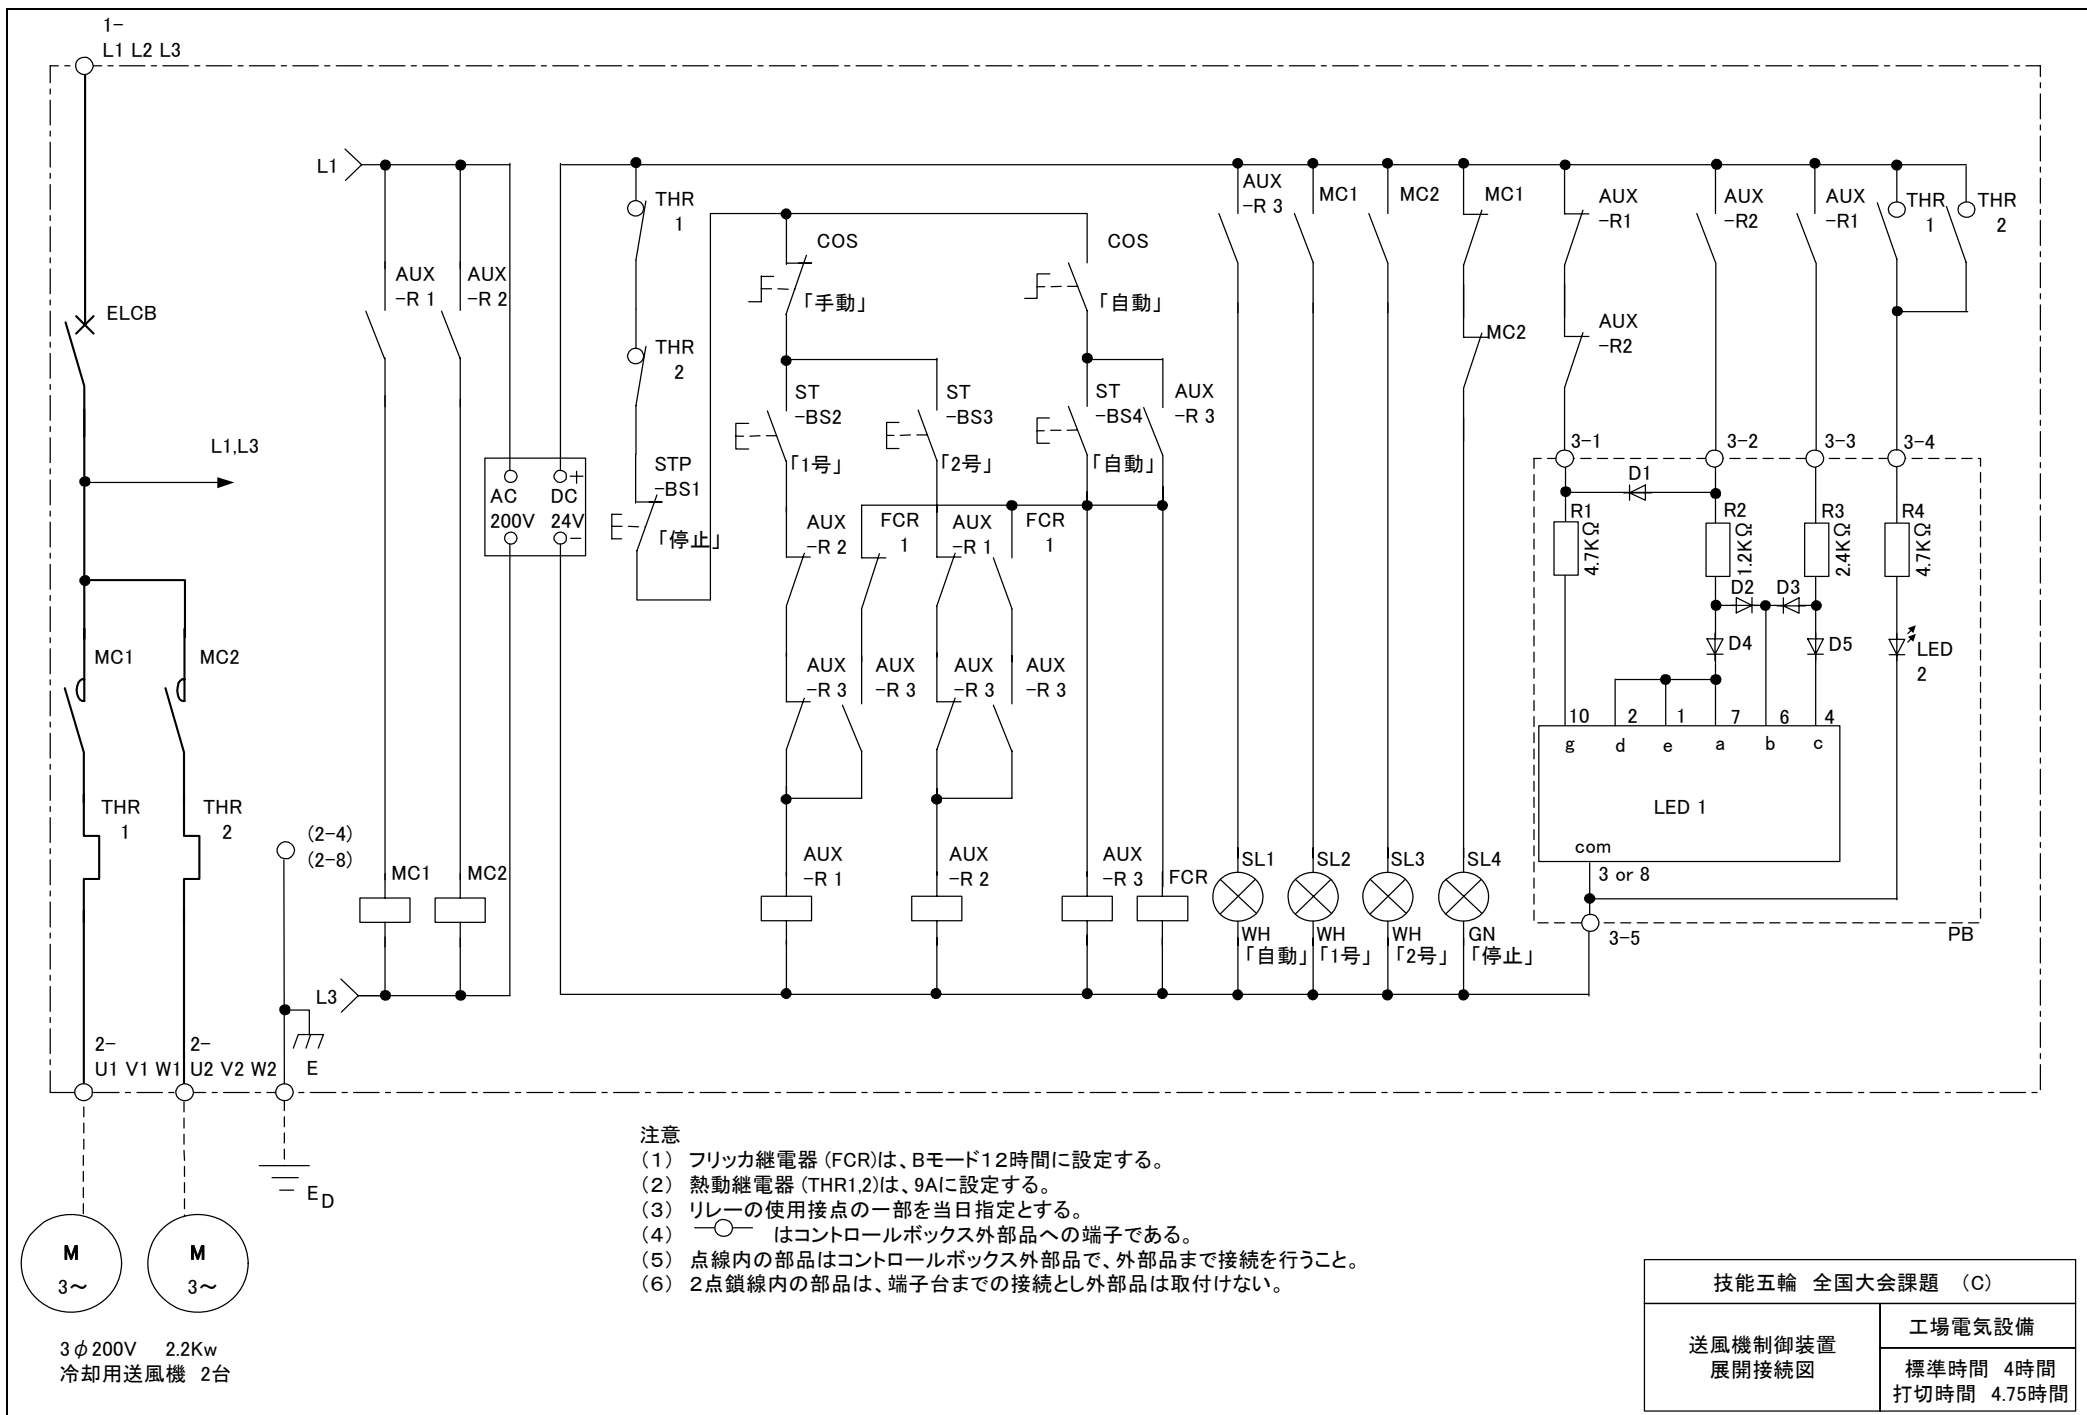 1-
L1 L2 L3
L1
THR
1
COS
「手動」
COS
「自動」
AUX
-R 3
MC1
MC2
MC1
AUX
-R1
AUX
-R2
AUX
-R1
THR
1
THR
2
AUX
-R 1
AUX
-R 2
ELCB
THR
2
MC2
AUX
-R2
ST
-BS2
「1号」
ST
-BS3
「2号」
ST
-BS4
「自動」
AUX
-R 3
L1,L3
3-1
3-2
3-3
3-4
AC
200V
DC
24V
+
-
STP
-BS1
「停止」
D1
R1
4.7KΩ
R2
1.2KΩ
R3
2.4KΩ
R4
4.7KΩ
AUX
-R 2
FCR
1
AUX
-R 1
FCR
1
D2
D3
D4
D5
LED
2
MC1
MC2
AUX
-R 3
AUX
-R 3
AUX
-R 3
AUX
-R 3
10
2
1
7
6
4
g
d
e
a
b
c
LED 1
com
3 or 8
THR
1
THR
2
(2-4)
(2-8)
MC1
MC2
AUX
-R 1
AUX
-R 2
AUX
-R 3
FCR
SL1
SL2
SL3
SL4
WH
「自動」
WH
「1号」
WH
「2号」
GN
「停止」
3-5
PB
L3
2-
U1 V1 W1
2-
U2 V2 W2
E
ED
M
3~
M
3~
3φ200V 2.2Kw
冷却用送風機 2台
注意
(1) フリッカ継電器 (FCR)は、Bモード12時間に設定する。
(2) 熱動継電器 (THR1,2)は、9Aに設定する。
(3) リレーの使用接点の一部を当日指定とする。
(4) はコントロールボックス外部品への端子である。
(5) 点線内の部品はコントロールボックス外部品で、外部品まで接続を行うこと。
(6) 2点鎖線内の部品は、端子台までの接続とし外部品は取付けない。
技能五輪 全国大会課題 (C)
送風機制御装置
展開接続図
工場電気設備
標準時間 4時間
打切時間 4.75時間